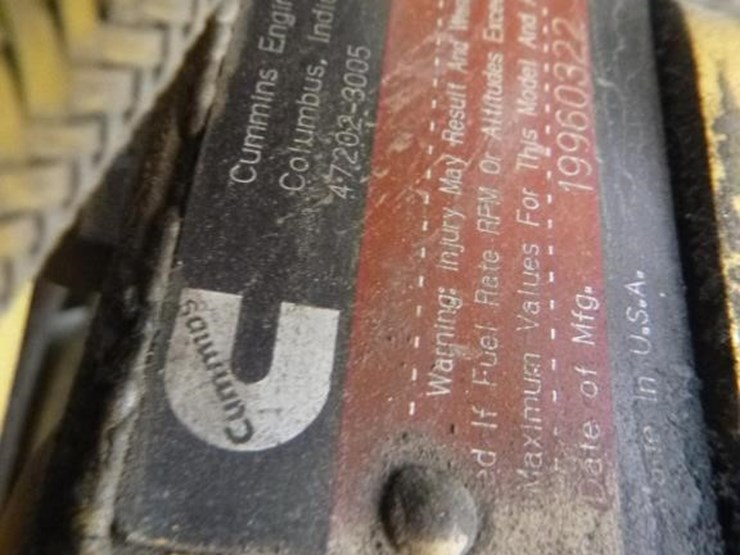 Cummins
Cummins Engi
Columbus, Indi
47202-3005
Warning: Injury May Result And
ed If Fuel Rate RPM Or Altitudes Excee
Maximum Values For This Model And
Date of Mfg. 19960322
In U.S.A.